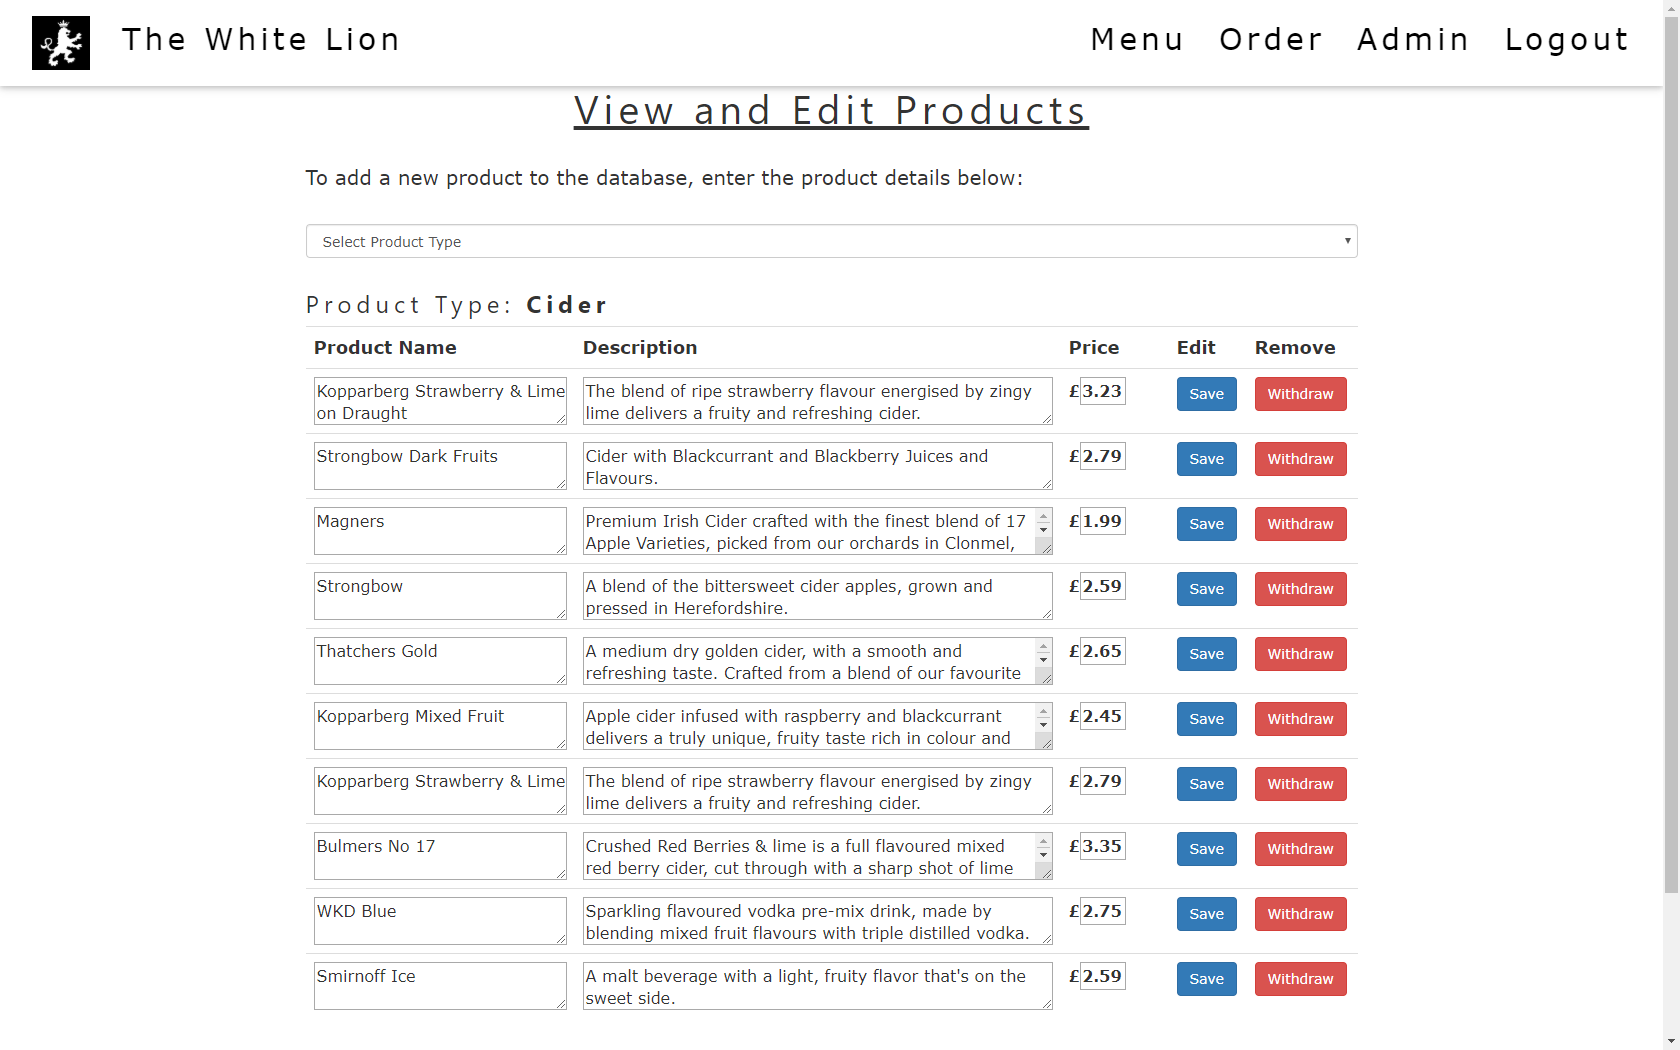 The White Lion
Menu Order Admin Logout
View and Edit Products
To add a new product to the database, enter the product details below:
Select Product Type
Product Type: Cider
Product Name Description Price Edit Remove
Kopparberg Strawberry & Lime
on Draught
The blend of ripe strawberry flavour energised by zingy
lime delivers a fruity and refreshing cider.
£3.23 Save Withdraw
Strongbow Dark Fruits
Cider with Blackcurrant and Blackberry Juices and
Flavours.
£2.79 Save Withdraw
Magners
Premium Irish Cider crafted with the finest blend of 17
Apple Varieties, picked from our orchards in Clonmel,
£1.99 Save Withdraw
Strongbow
A blend of the bittersweet cider apples, grown and
pressed in Herefordshire.
£2.59 Save Withdraw
Thatchers Gold
A medium dry golden cider, with a smooth and
refreshing taste. Crafted from a blend of our favourite
£2.65 Save Withdraw
Kopparberg Mixed Fruit
Apple cider infused with raspberry and blackcurrant
delivers a truly unique, fruity taste rich in colour and
£2.45 Save Withdraw
Kopparberg Strawberry & Lime
The blend of ripe strawberry flavour energised by zingy
lime delivers a fruity and refreshing cider.
£2.79 Save Withdraw
Bulmers No 17
Crushed Red Berries & lime is a full flavoured mixed
red berry cider, cut through with a sharp shot of lime
£3.35 Save Withdraw
WKD Blue
Sparkling flavoured vodka pre-mix drink, made by
blending mixed fruit flavours with triple distilled vodka.
£2.75 Save Withdraw
Smirnoff Ice
A malt beverage with a light, fruity flavor that's on the
sweet side.
£2.59 Save Withdraw